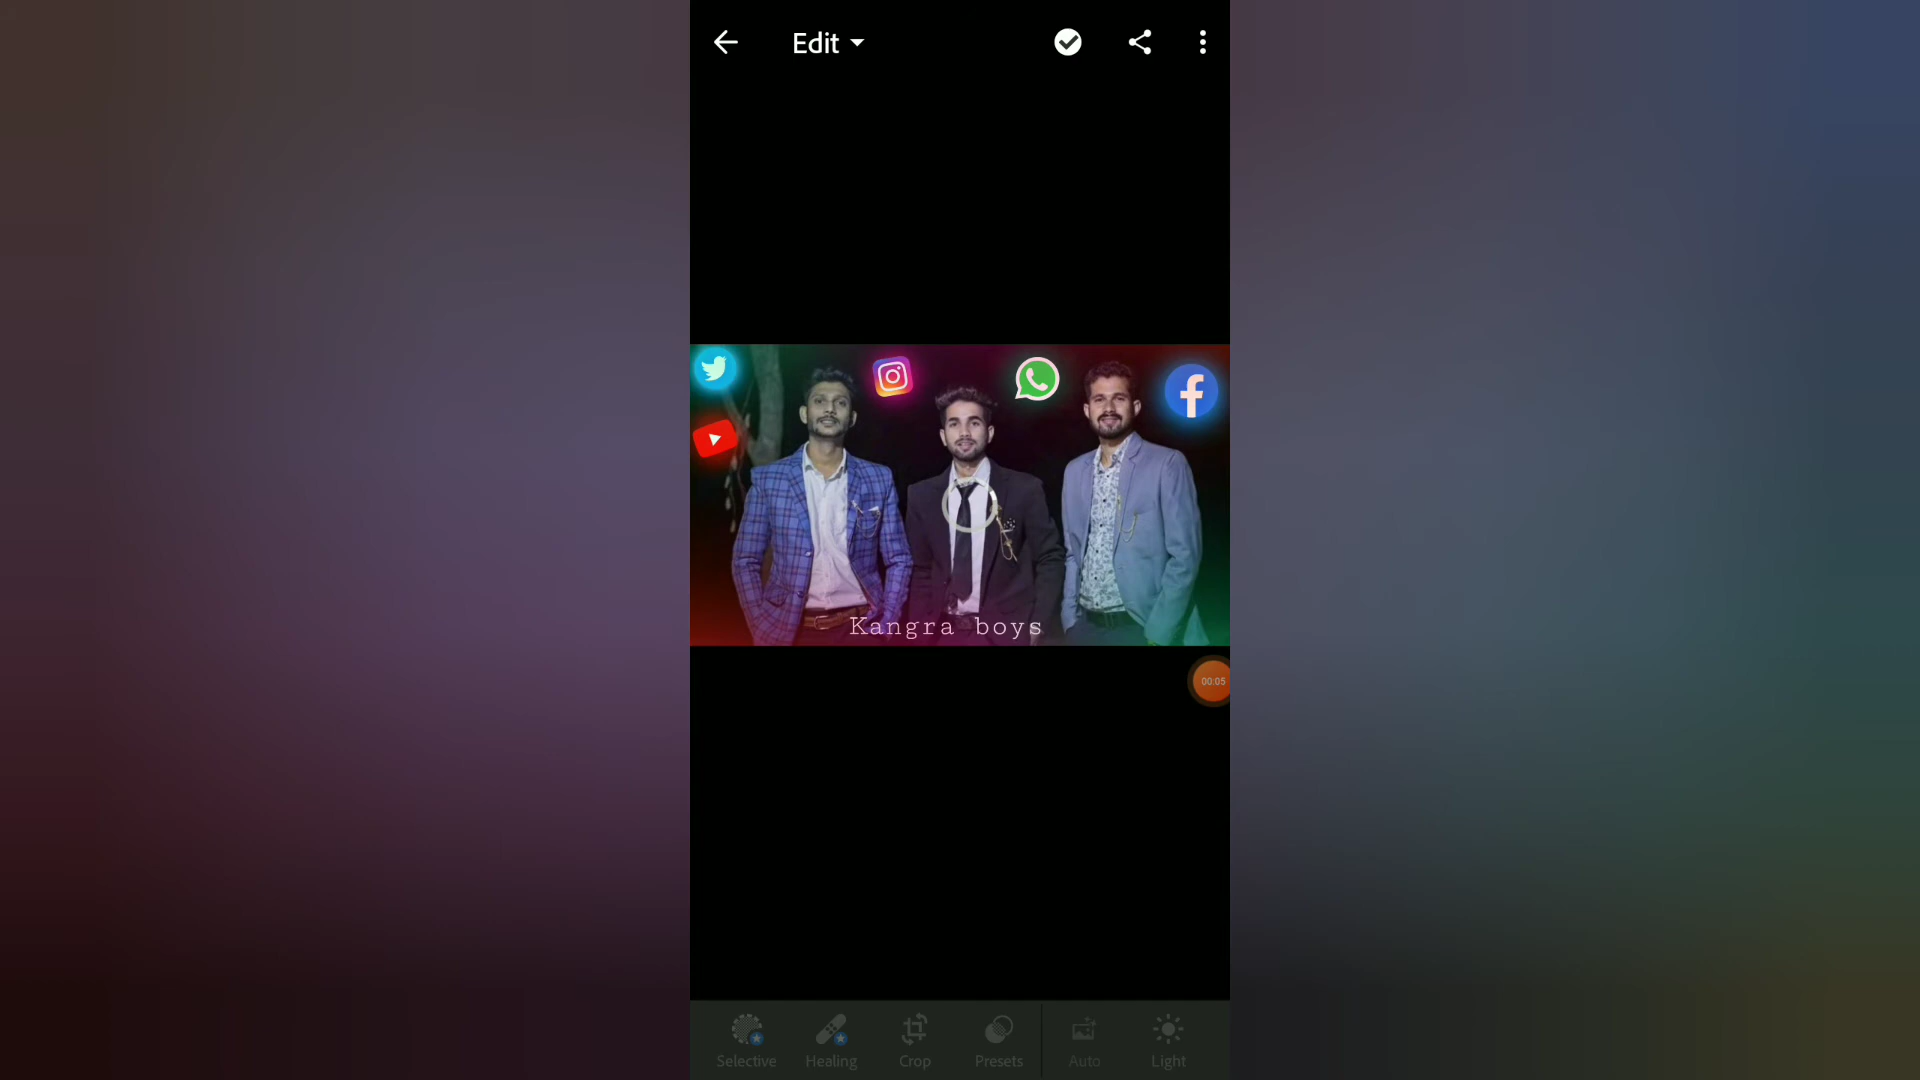 Edit
Kangra boys
00:05
Selective
Healing
Crop
Presets
Auto
Light